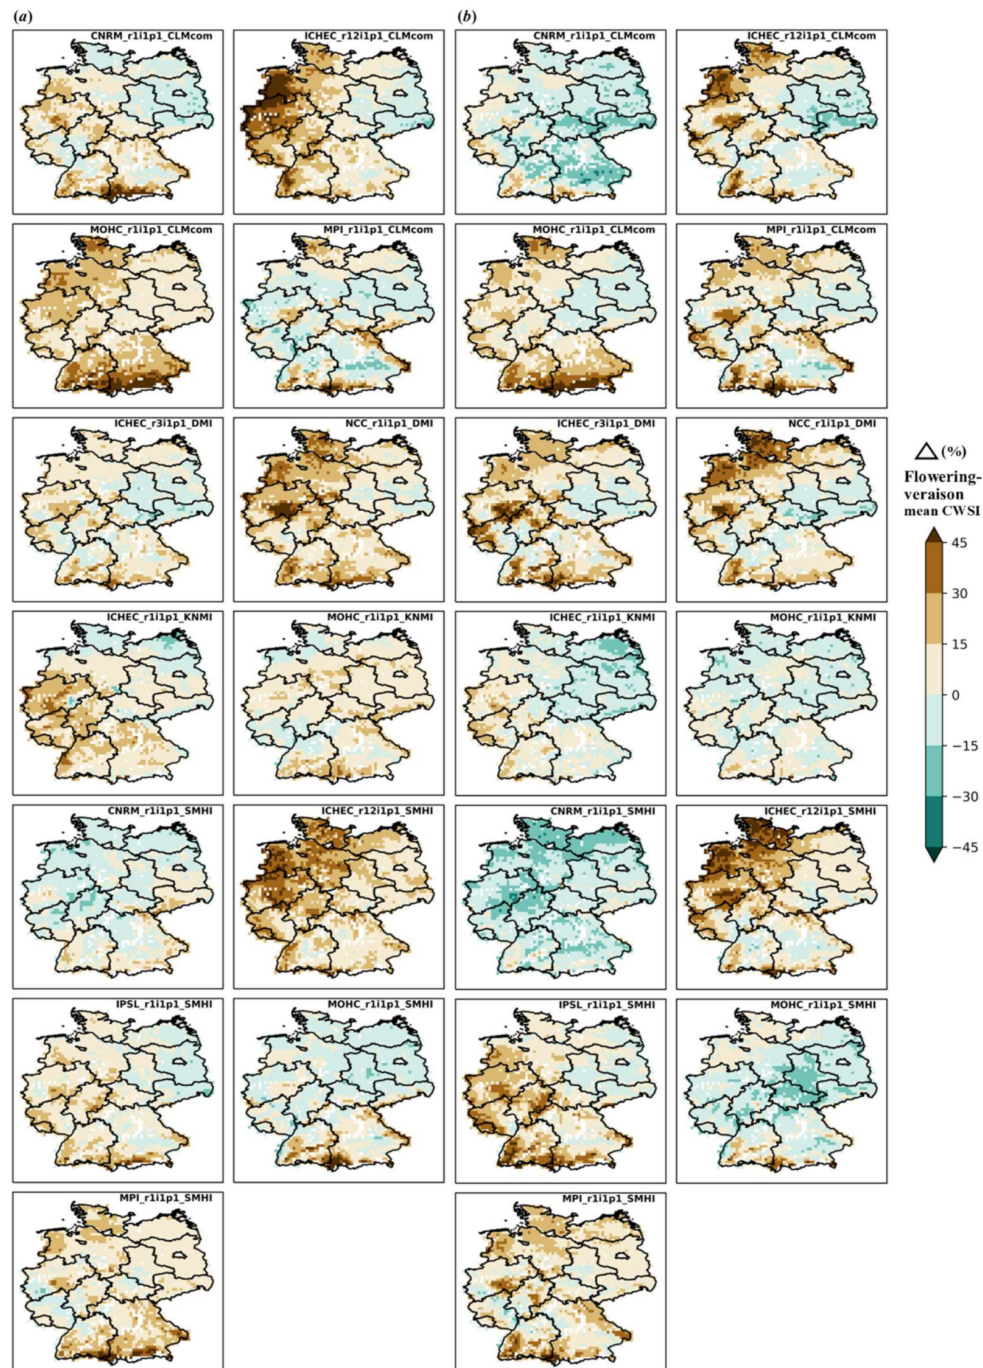 (a)
(b)
CNRM_r1i1p1_CLMcom
ICHEC_r12i1p1_CLMcom
CNRM_r1i1p1_CLMcom
ICHEC_r12i1p1_CLMcom
MOHC_r1i1p1_CLMcom
MPI_r1i1p1_CLMcom
MOHC_r1i1p1_CLMcom
MPI_r1i1p1_CLMcom
ICHEC_r3i1p1_DMI
NCC_r1i1p1_DMI
ICHEC_r3i1p1_DMI
NCC_r1i1p1_DMI
△ (%)
Flowering-
veraison
mean CWSI
45
30
15
0
−15
−30
−45
ICHEC_r1i1p1_KNMI
MOHC_r1i1p1_KNMI
ICHEC_r1i1p1_KNMI
MOHC_r1i1p1_KNMI
CNRM_r1i1p1_SMHI
ICHEC_r12i1p1_SMHI
CNRM_r1i1p1_SMHI
ICHEC_r12i1p1_SMHI
IPSL_r1i1p1_SMHI
MOHC_r1i1p1_SMHI
IPSL_r1i1p1_SMHI
MOHC_r1i1p1_SMHI
MPI_r1i1p1_SMHI
MPI_r1i1p1_SMHI